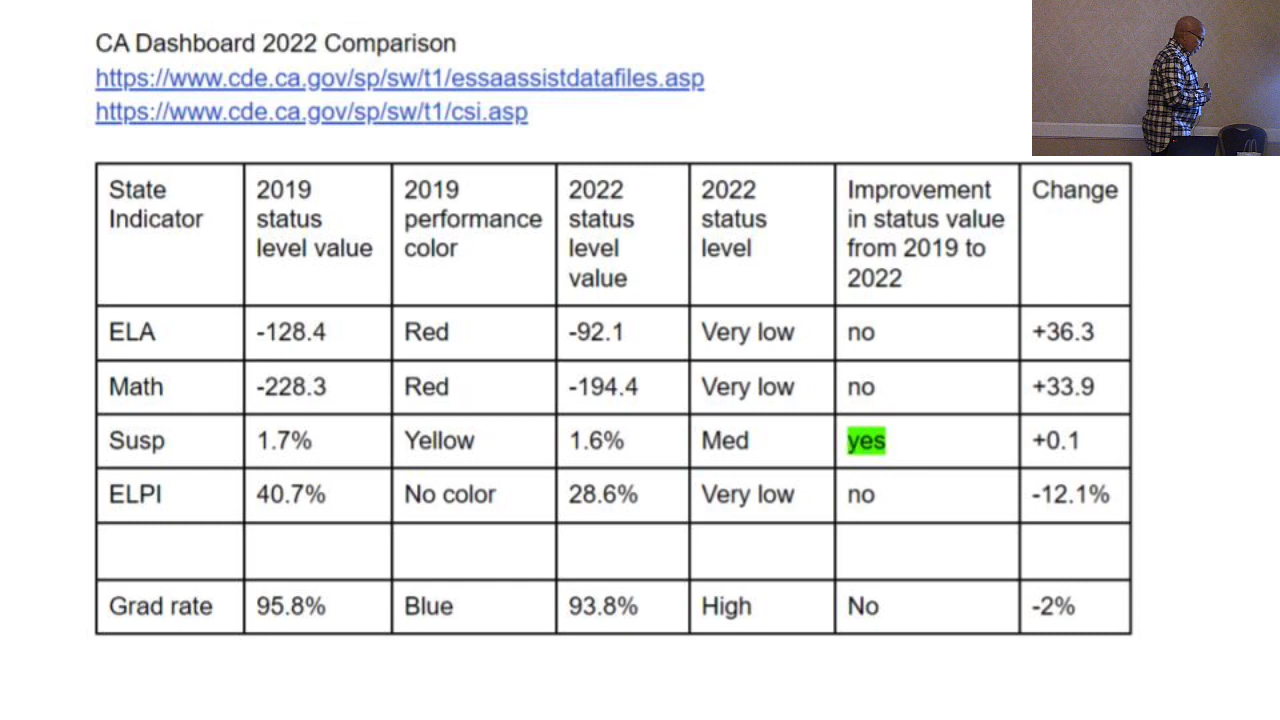 CA Dashboard 2022 Comparison
https://www.cde.ca.gov/sp/sw/t1/essaassistdatafiles.asp
https://www.cde.ca.gov/sp/sw/t1/csi.asp
State Indicator | 2019 status level value | 2019 performance color | 2022 status level value | 2022 status level | Improvement in status value from 2019 to 2022 | Change
ELA | -128.4 | Red | -92.1 | Very low | no | +36.3
Math | -228.3 | Red | -194.4 | Very low | no | +33.9
Susp | 1.7% | Yellow | 1.6% | Med | yes | +0.1
ELPI | 40.7% | No color | 28.6% | Very low | no | -12.1%
Grad rate | 95.8% | Blue | 93.8% | High | No | -2%